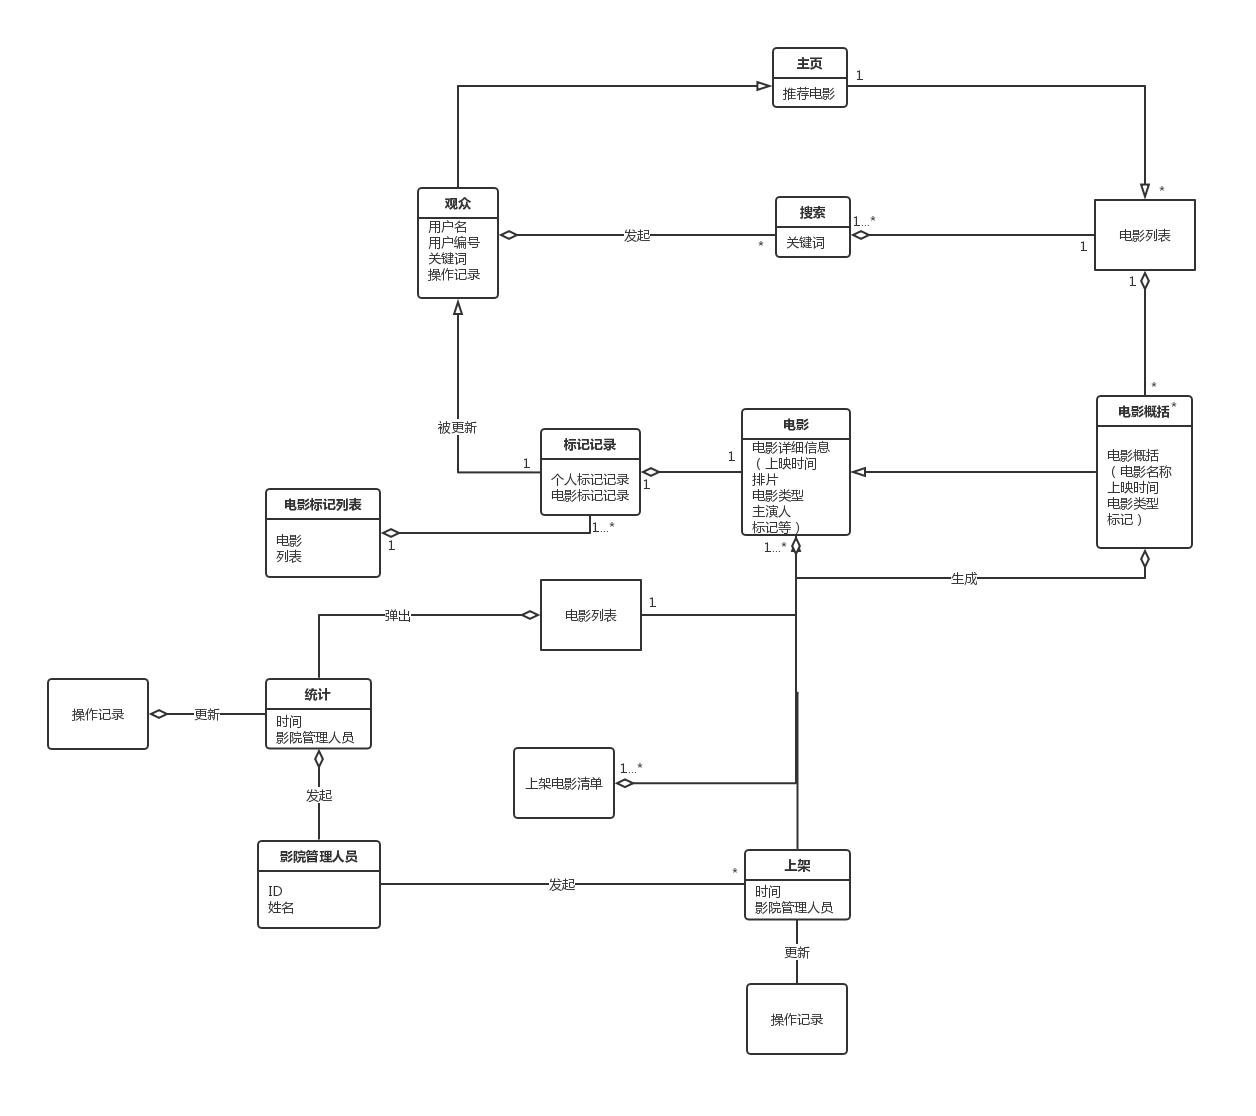 主页
推荐电影
1
*
观众
用户名
用户编号
关键词
操作记录
发起
*
搜索
关键词
1...*
1
电影列表
1
*
电影概括*
电影概括
（电影名称
上映时间
电影类型
标记）
电影
电影详细信息
（上映时间
排片
电影类型
主演人
标记等）
1...*
1
1
标记记录
个人标记记录
电影标记记录
1
1...*
被更新
电影标记列表
电影
列表
1
生成
电影列表
1
弹出
统计
时间
影院管理人员
更新
操作记录
发起
上架电影清单
1...*
影院管理人员
ID
姓名
发起
*
上架
时间
影院管理人员
更新
操作记录